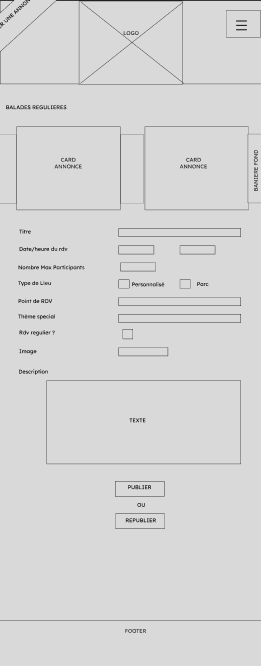 ER UNE ANNON
LOGO
BALADES REGULIERES
CARD
ANNONCE
CARD
ANNONCE
BANIERE FOND
Titre
Date/heure du rdv
Nombre Max Participants
Type de Lieu
Personnalisé
Parc
Point de RDV
Thème special
Rdv regulier ?
Image
Description
TEXTE
PUBLIER
OU
REPUBLIER
FOOTER